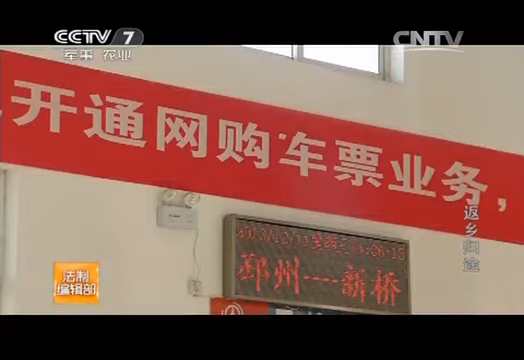 CCTV 7
军事·农业
CNTV
开通网购车票业务，
返乡归途
邳州----新桥
法制
编辑部